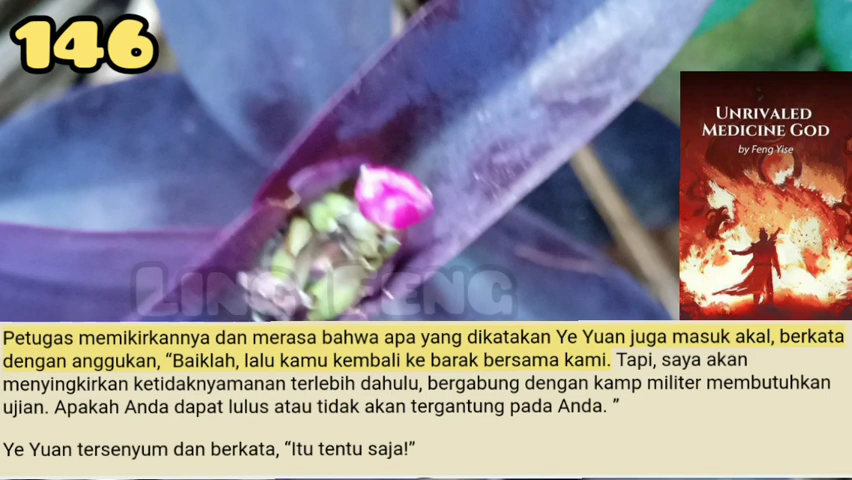 146
UNRIVALED
MEDICINE GOD
by Feng Yise
Petugas memikirkannya dan merasa bahwa apa yang dikatakan Ye Yuan juga masuk akal, berkata
dengan anggukan, “Baiklah, lalu kamu kembali ke barak bersama kami. Tapi, saya akan
menyingkirkan ketidaknyamanan terlebih dahulu, bergabung dengan kamp militer membutuhkan
ujian. Apakah Anda dapat lulus atau tidak akan tergantung pada Anda. ”
Ye Yuan tersenyum dan berkata, “Itu tentu saja!”